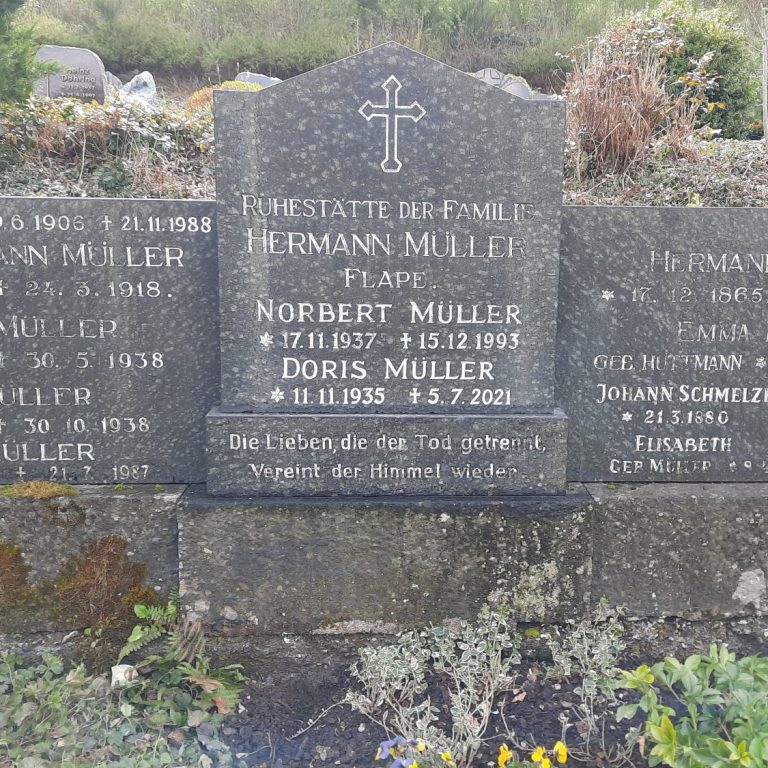 Heinz
Döhring
6 1906 ✝ 21.11.1988
ANN MÜLLER
24. 3. 1918.
MÜLLER
✝ 30. 5. 1938
ÜLLER
✝ 30. 10. 1938
ÜLLER
✝ 21. 7. 1987
RUHESTÄTTE DER FAMILIE
HERMANN MÜLLER
FLAPE.
NORBERT MÜLLER
* 17.11.1937 ✝ 15.12.1993
DORIS MÜLLER
* 11.11.1935 ✝ 5.7.2021
Die Lieben, die der Tod getrennt,
Vereint der Himmel wieder.
HERMAN
* 17. 12. 1865
EMMA
GEB. HÜTTMANN *
JOHANN SCHMELZ
* 21.3.1880
ELISABETH
GEB. MÜLLER